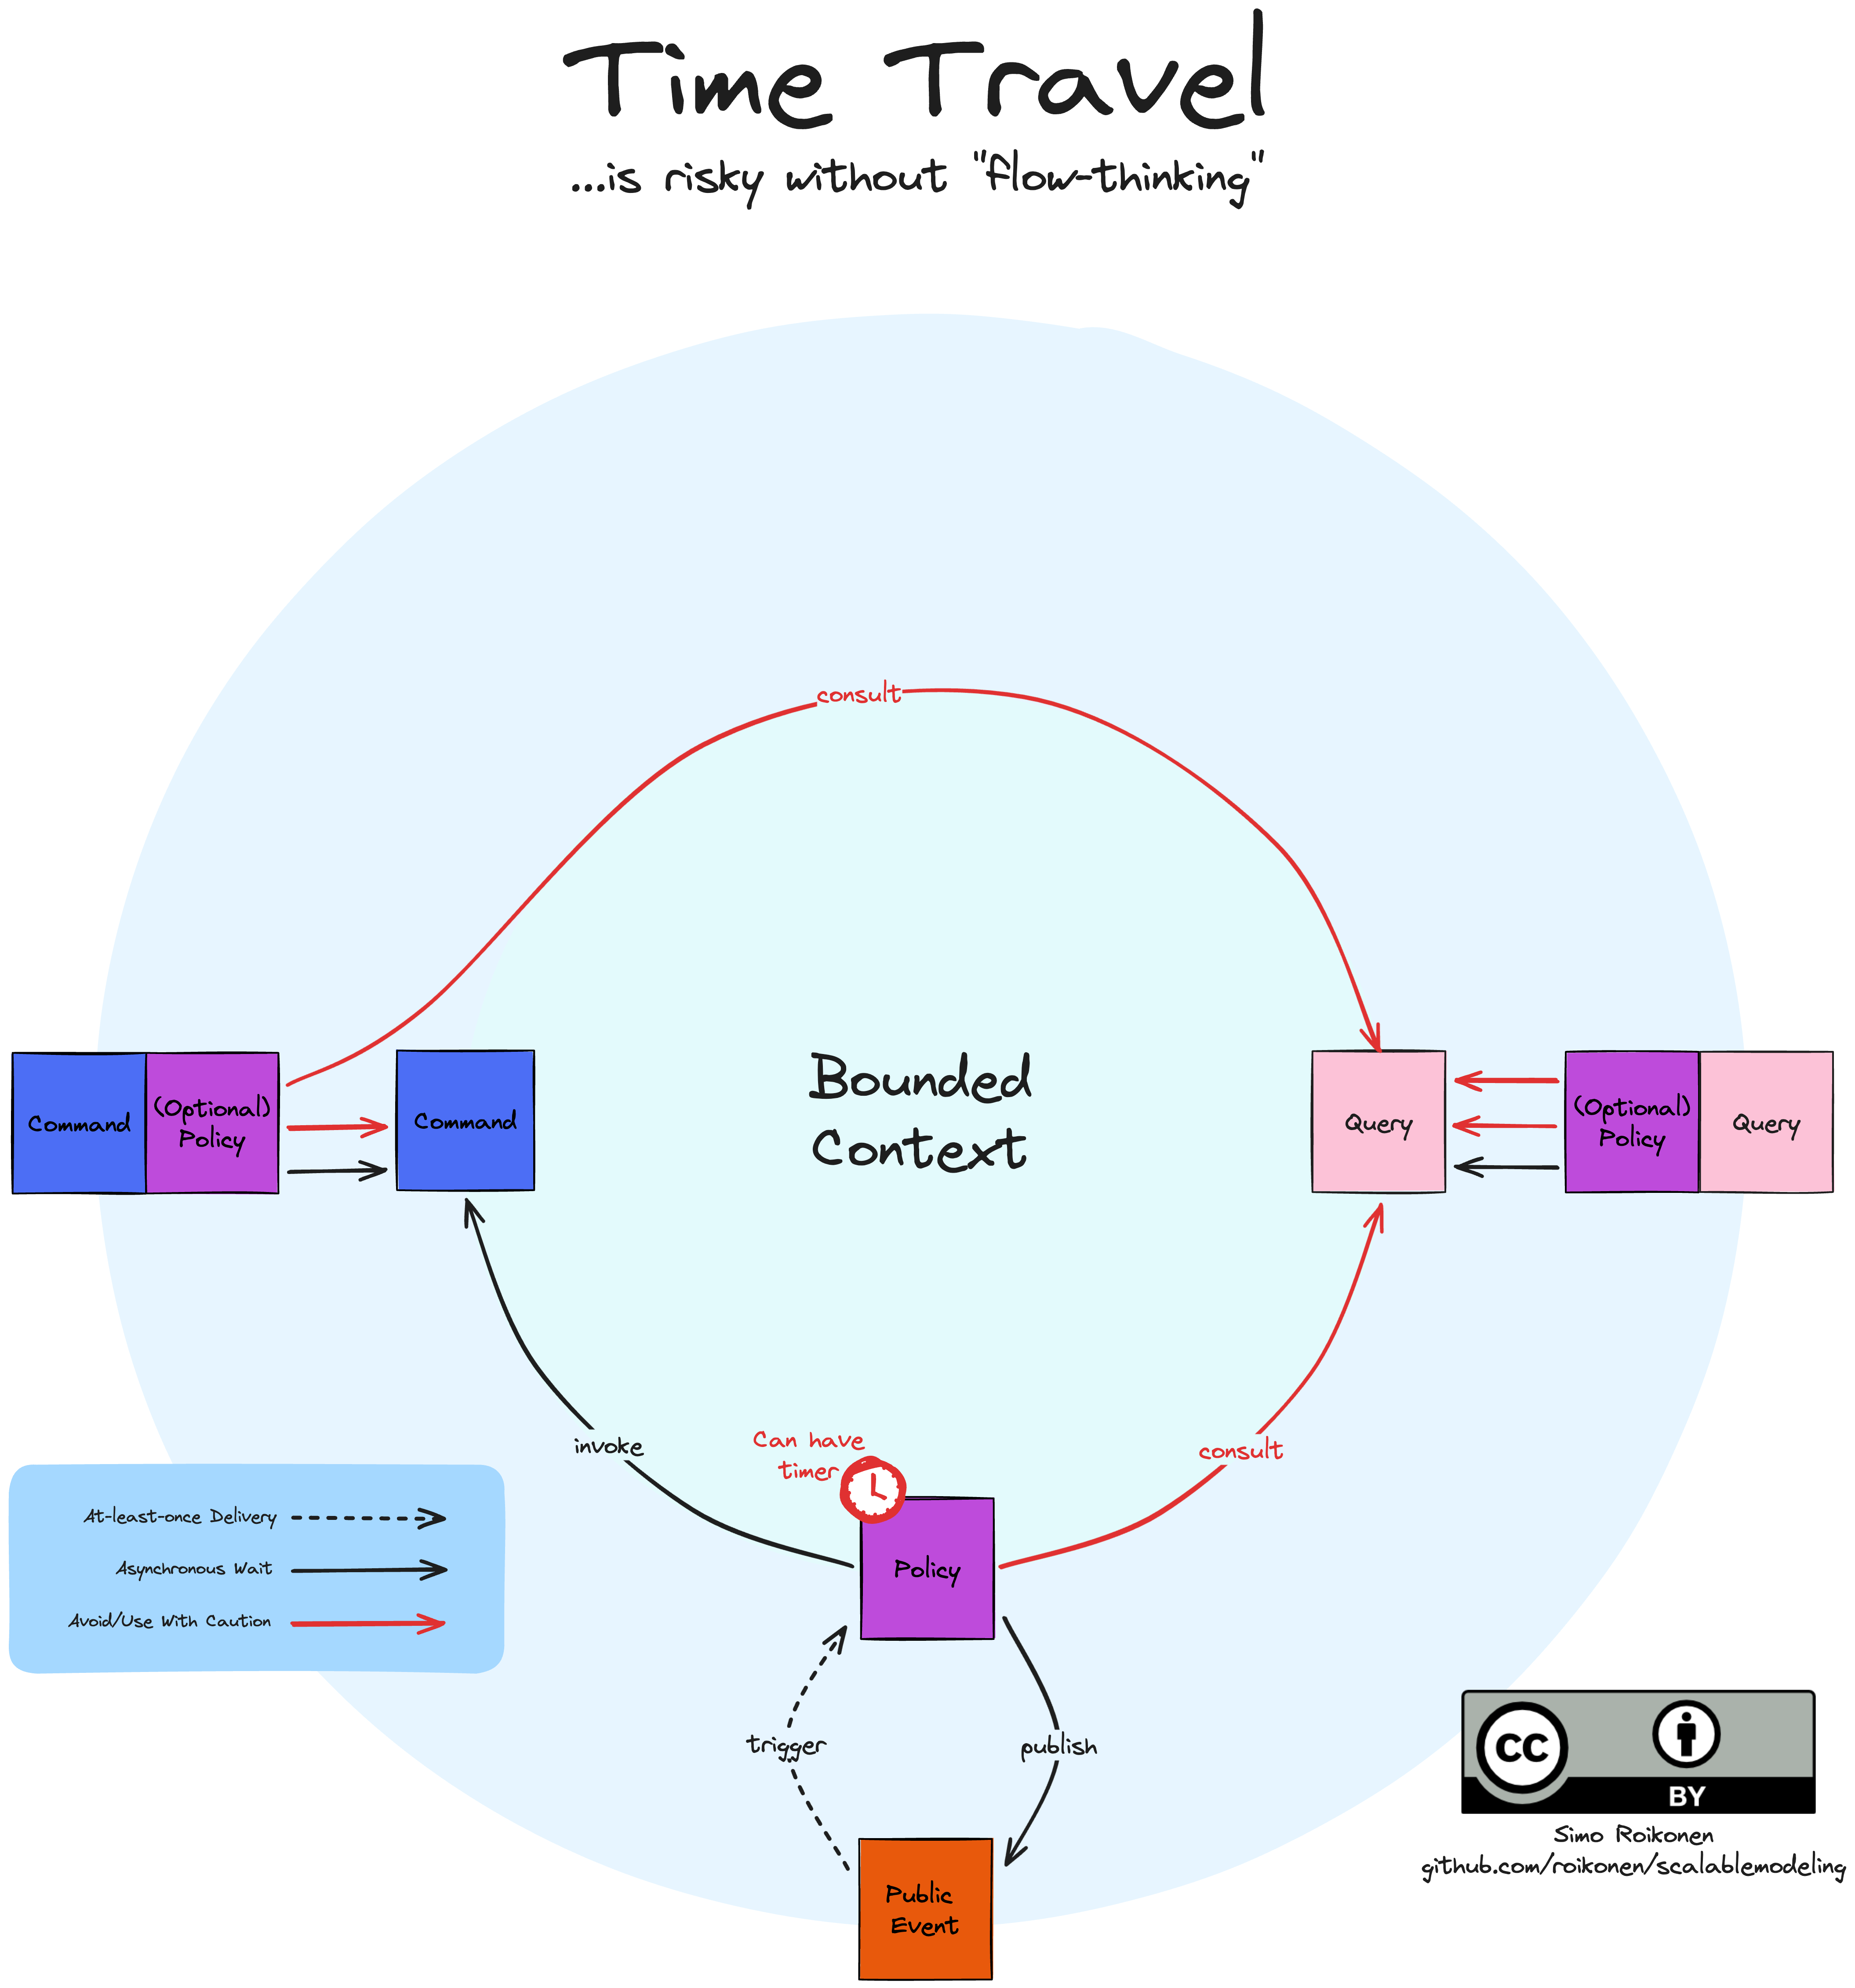 Time Travel
...is risky without "flow-thinking"
consult
Command
(Optional)
Policy
Command
Bounded
Context
Query
(Optional)
Policy
Query
invoke
Can have
timer
consult
Policy
At-least-once Delivery
Asynchronous Wait
Avoid/Use With Caution
trigger
publish
Public
Event
cc
BY
Simo Roikonen
github.com/roikonen/scalablemodeling